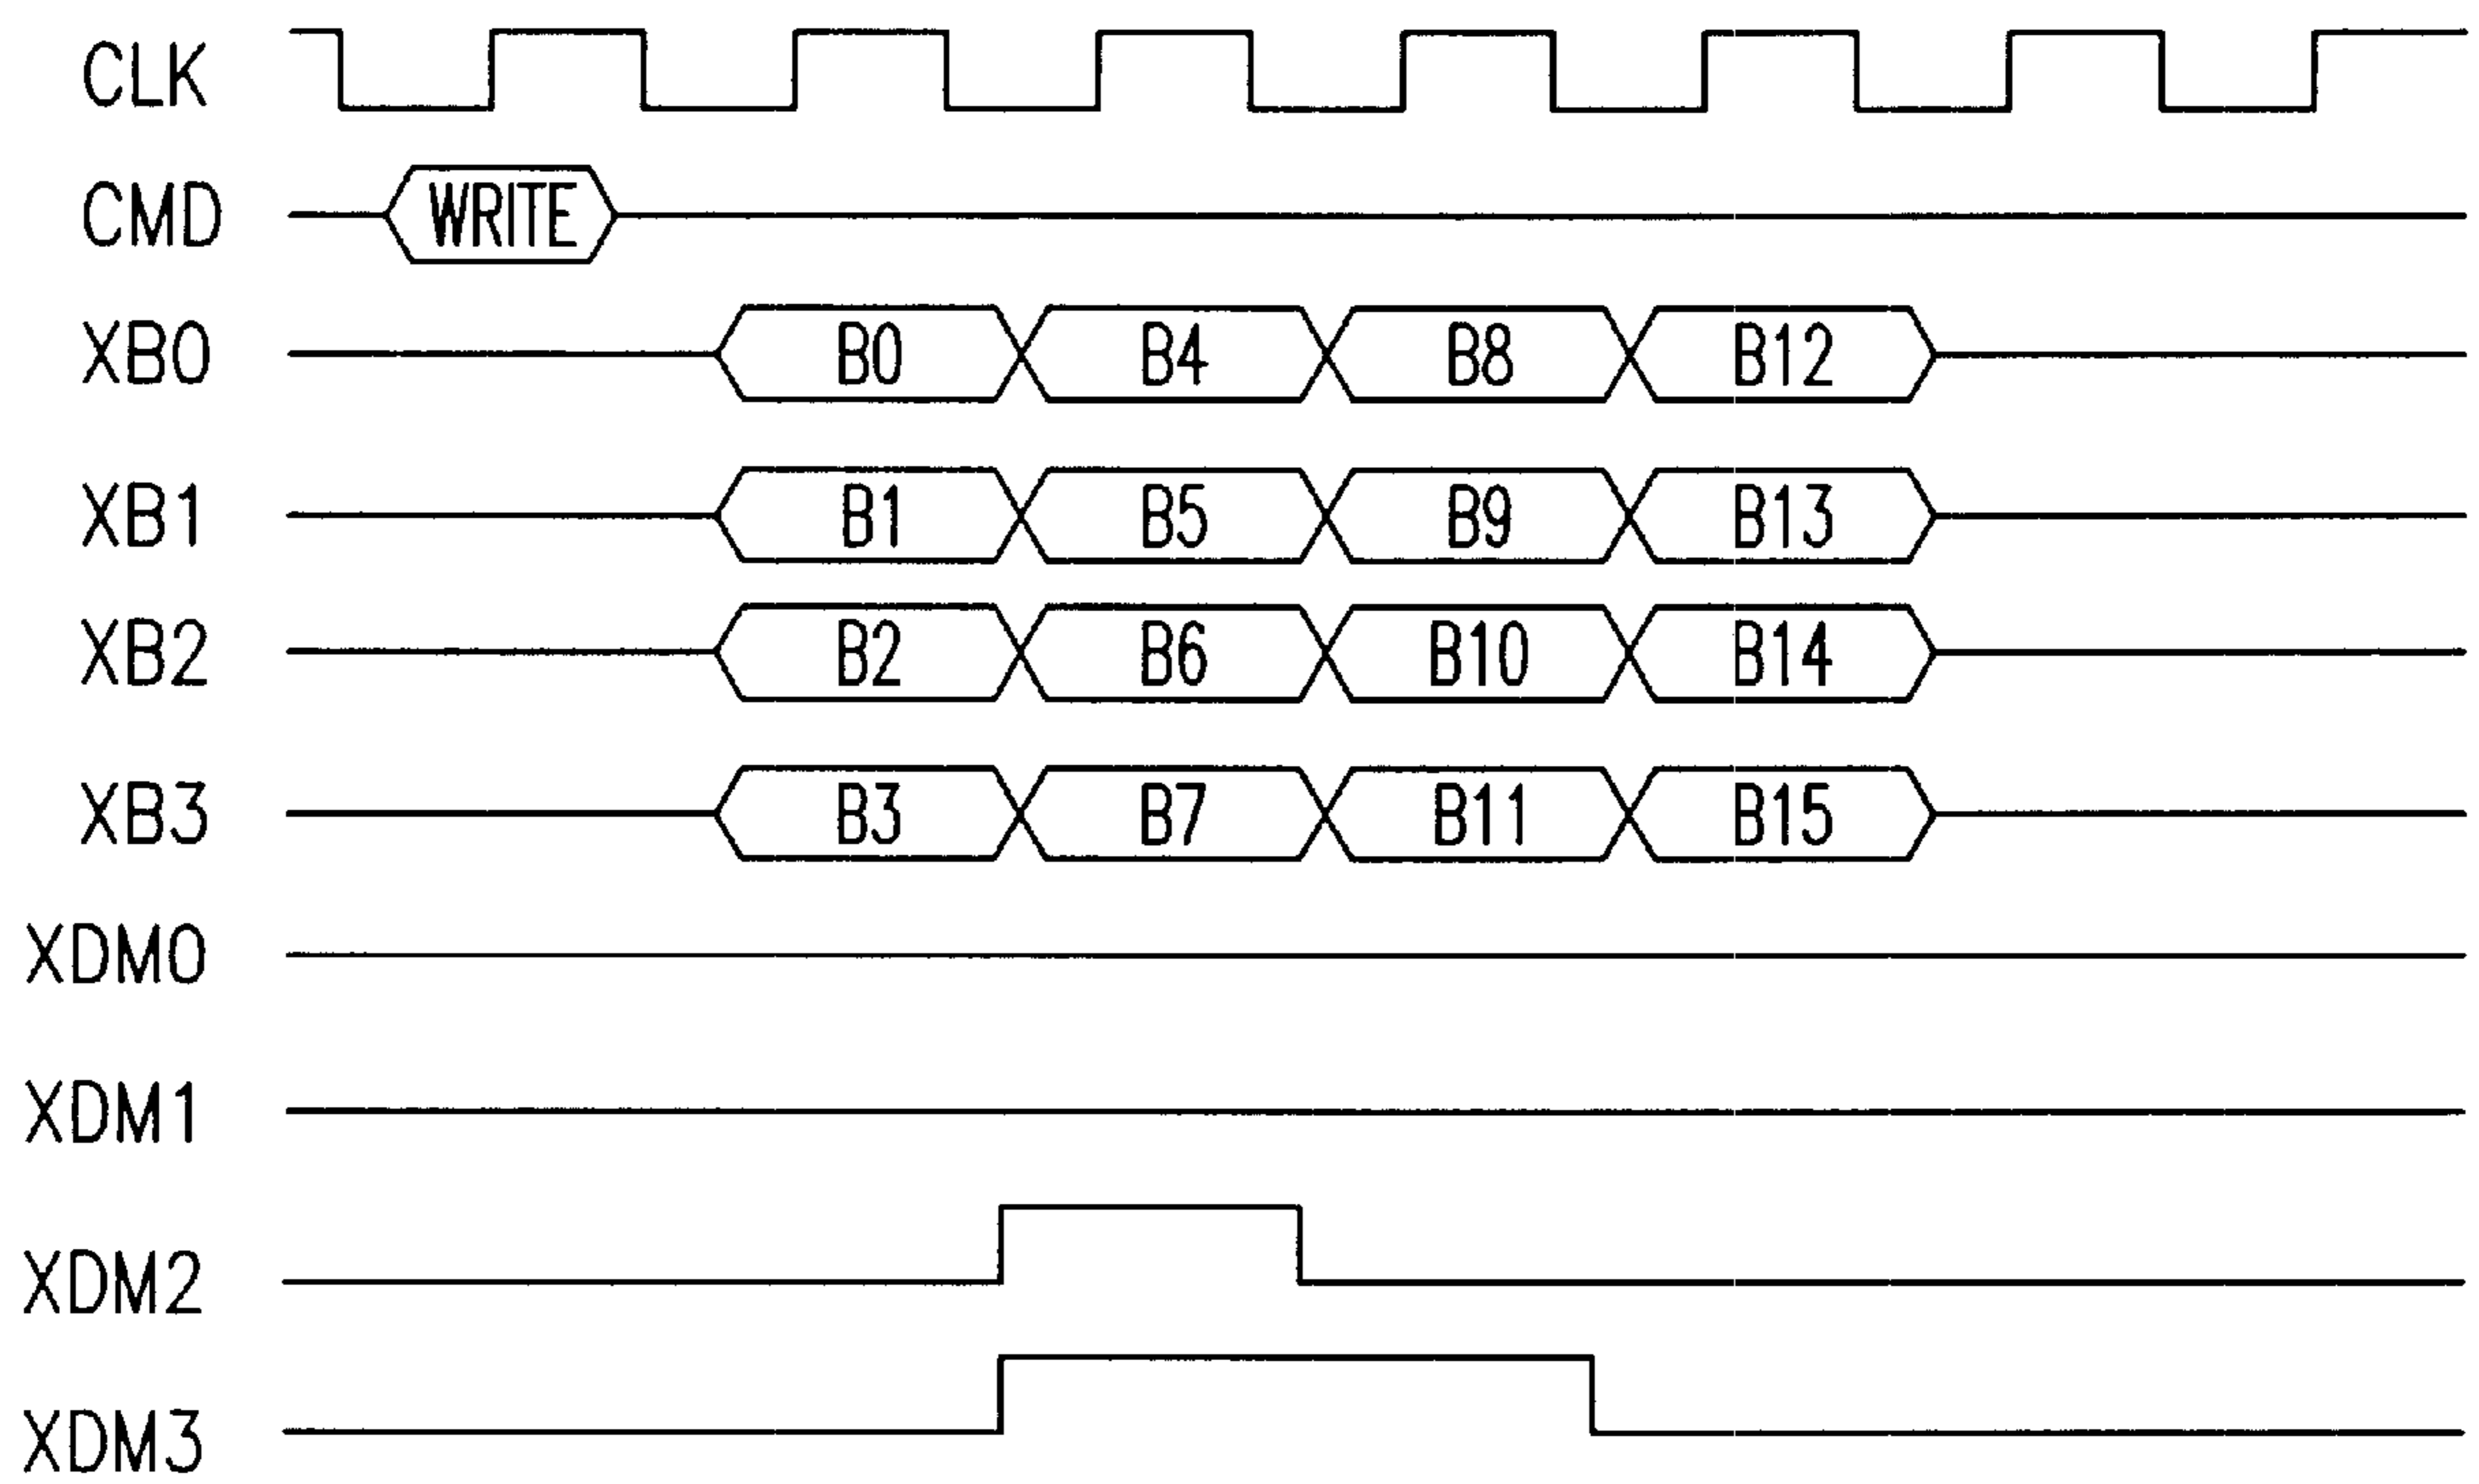 CLK
CMD WRITE
XB0 B0 B4 B8 B12
XB1 B1 B5 B9 B13
XB2 B2 B6 B10 B14
XB3 B3 B7 B11 B15
XDM0
XDM1
XDM2
XDM3